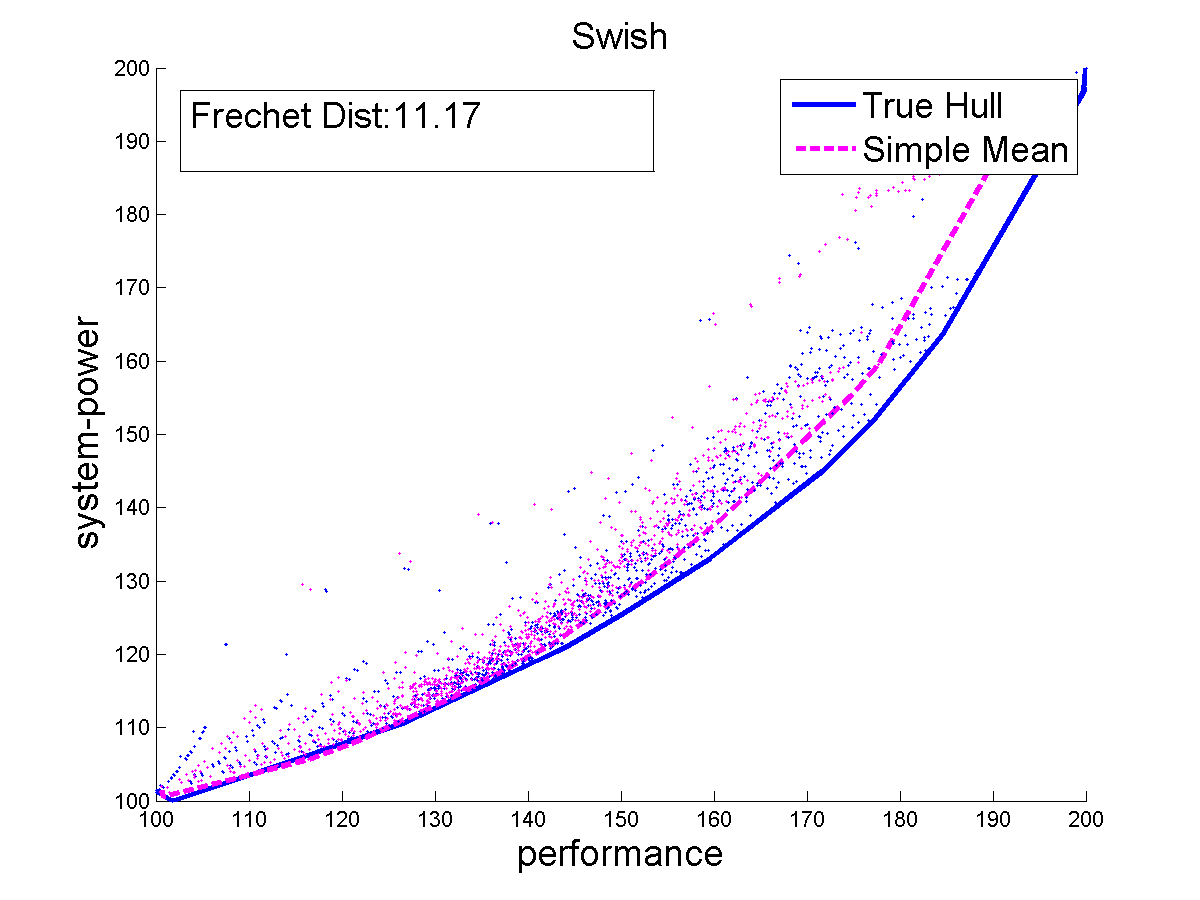 Swish
Frechet Dist:11.17
True Hull
Simple Mean
system-power
200
190
180
170
160
150
140
130
120
110
100
100 110 120 130 140 150 160 170 180 190 200
performance